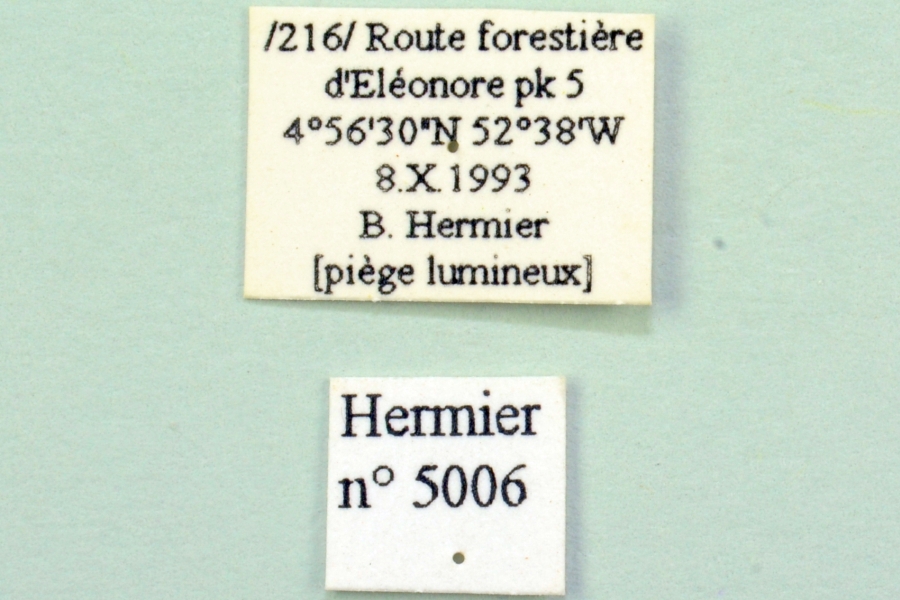 /216/ Route forestière
d'Eléonore pk 5
4°56'30"N 52°38'W
8.X.1993
B. Hermier
[piège lumineux]
Hermier
n° 5006